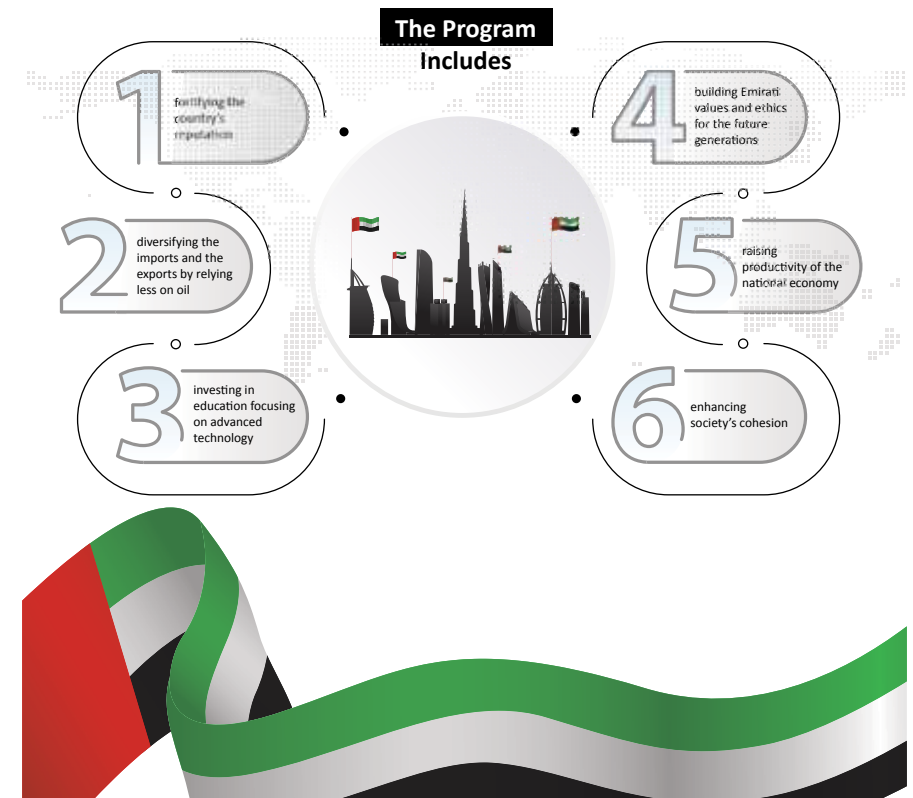 The Program
Includes
1
fortifying the
country's
reputation
2
diversifying the
imports and the
exports by relying
less on oil
3
investing in
education focusing
on advanced
technology
4
building Emirati
values and ethics
for the future
generations
5
raising
productivity of the
national economy
6
enhancing
society's cohesion